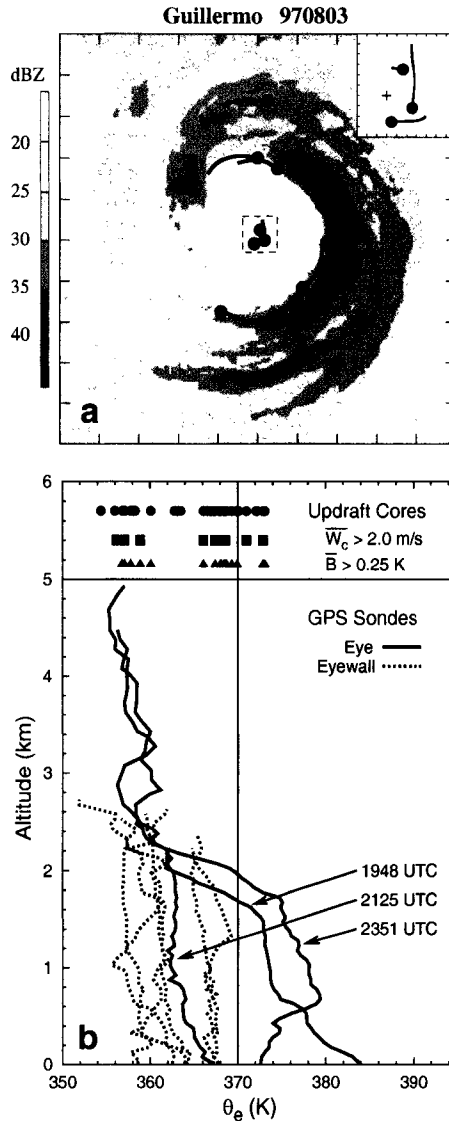 Guillermo 970803
dBZ
20
25
30
35
40
a
6
5
4
3
2
1
0
Altitude (km)
Updraft Cores
W̅c̅ > 2.0 m/s
B̅ > 0.25 K
GPS Sondes
Eye
Eyewall
1948 UTC
2125 UTC
2351 UTC
b
350 360 370 380 390
θe (K)